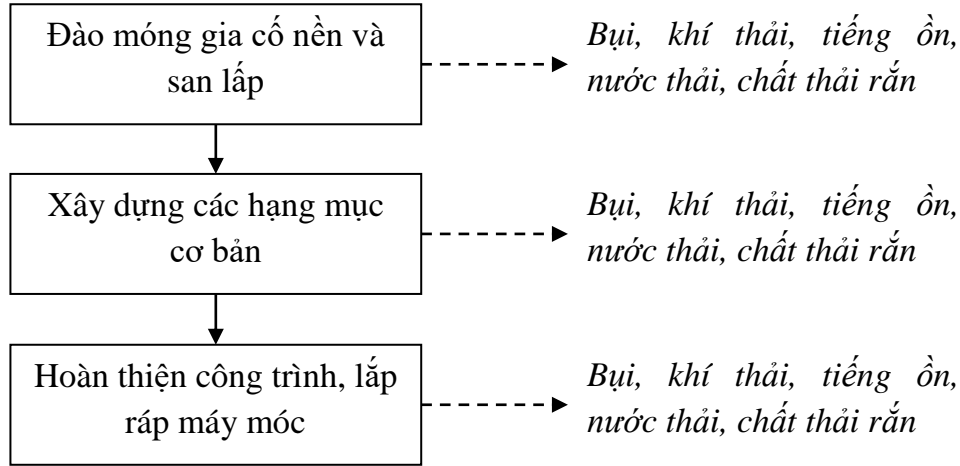 Đào móng gia cố nền và
san lấp
Bụi, khí thải, tiếng ồn,
nước thải, chất thải rắn
Xây dựng các hạng mục
cơ bản
Bụi, khí thải, tiếng ồn,
nước thải, chất thải rắn
Hoàn thiện công trình, lắp
ráp máy móc
Bụi, khí thải, tiếng ồn,
nước thải, chất thải rắn